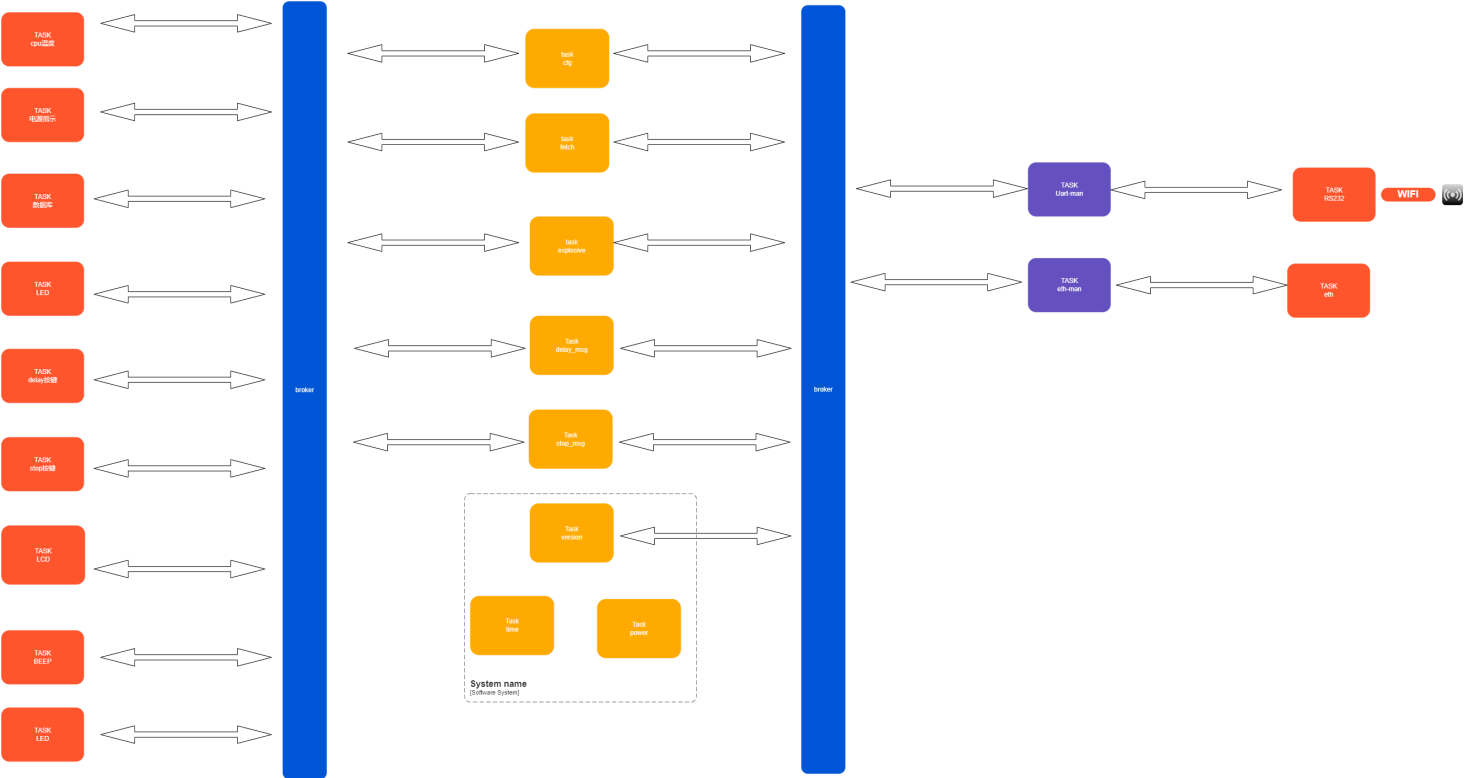 TASK
cpu温度
TASK
电源指示
TASK
数据库
TASK
LED
TASK
delay按键
TASK
stop按键
TASK
LCD
TASK
BEEP
TASK
LED
broker
task
cfg
task
fetch
task
explosive
Task
delay_msg
Task
stop_msg
Task
version
Task
time
Task
power
System name
[Software System]
broker
TASK
Uart-man
TASK
eth-man
TASK
RS232
WIFI
TASK
eth